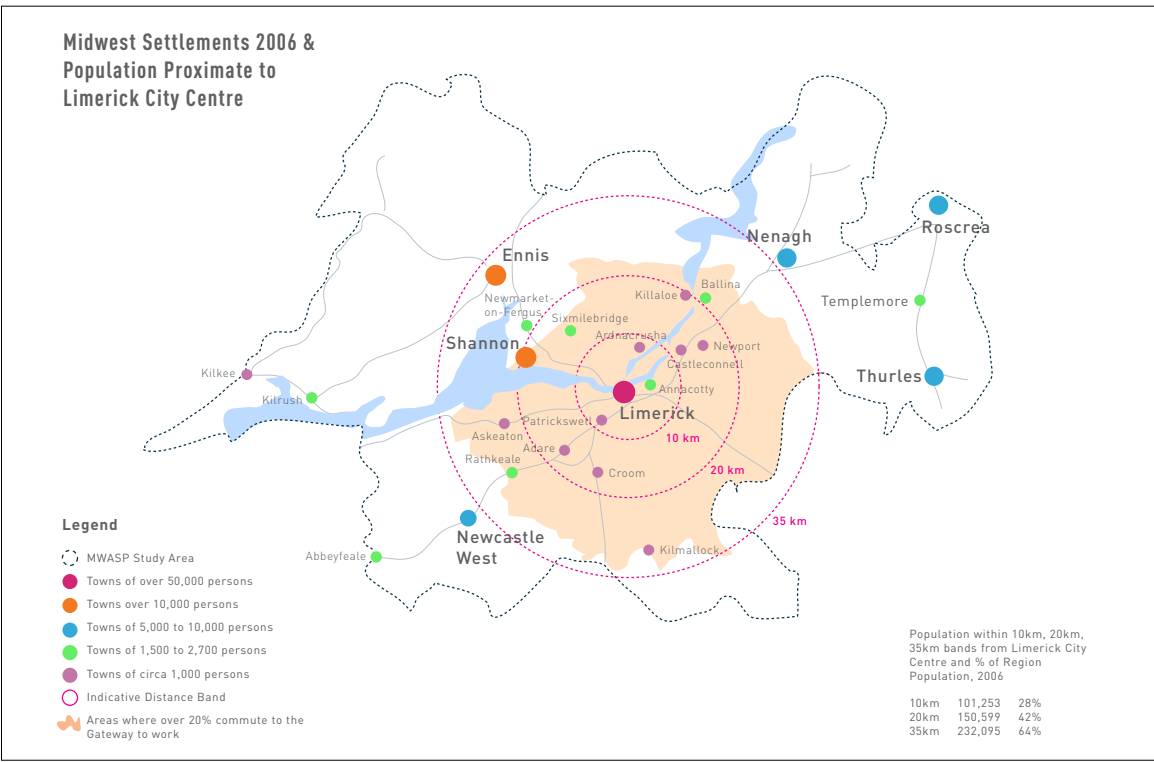 Midwest Settlements 2006 &
Population Proximate to
Limerick City Centre
Roscrea
Nenagh
Ennis
Ballina
Killaloe
Newmarket-
on-Fergus
Templemore
Sixmilebridge
Ardnacrusha
Shannon
Newport
Castleconnell
Kilkee
Thurles
Annacotty
Kilrush
Limerick
Patrickswell
Askeaton
10 km
Adare
Rathkeale
20 km
Croom
35 km
Newcastle
West
Kilmallock
Abbeyfeale
Legend
MWASP Study Area
Towns of over 50,000 persons
Towns over 10,000 persons
Towns of 5,000 to 10,000 persons
Towns of 1,500 to 2,700 persons
Towns of circa 1,000 persons
Indicative Distance Band
Areas where over 20% commute to the
Gateway to work
Population within 10km, 20km,
35km bands from Limerick City
Centre and % of Region
Population, 2006
10km 101,253 28%
20km 150,599 42%
35km 232,095 64%